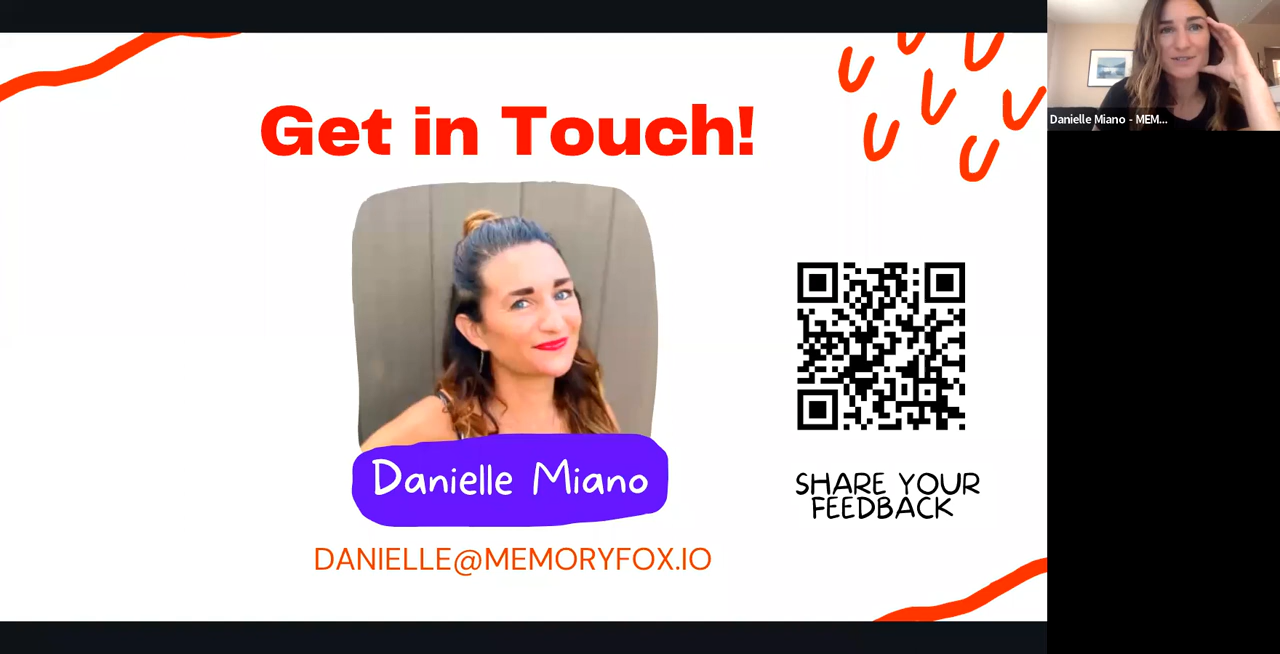 Get in Touch!
Danielle Miano - MEM...
Danielle Miano
SHARE YOUR
FEEDBACK
DANIELLE@MEMORYFOX.IO